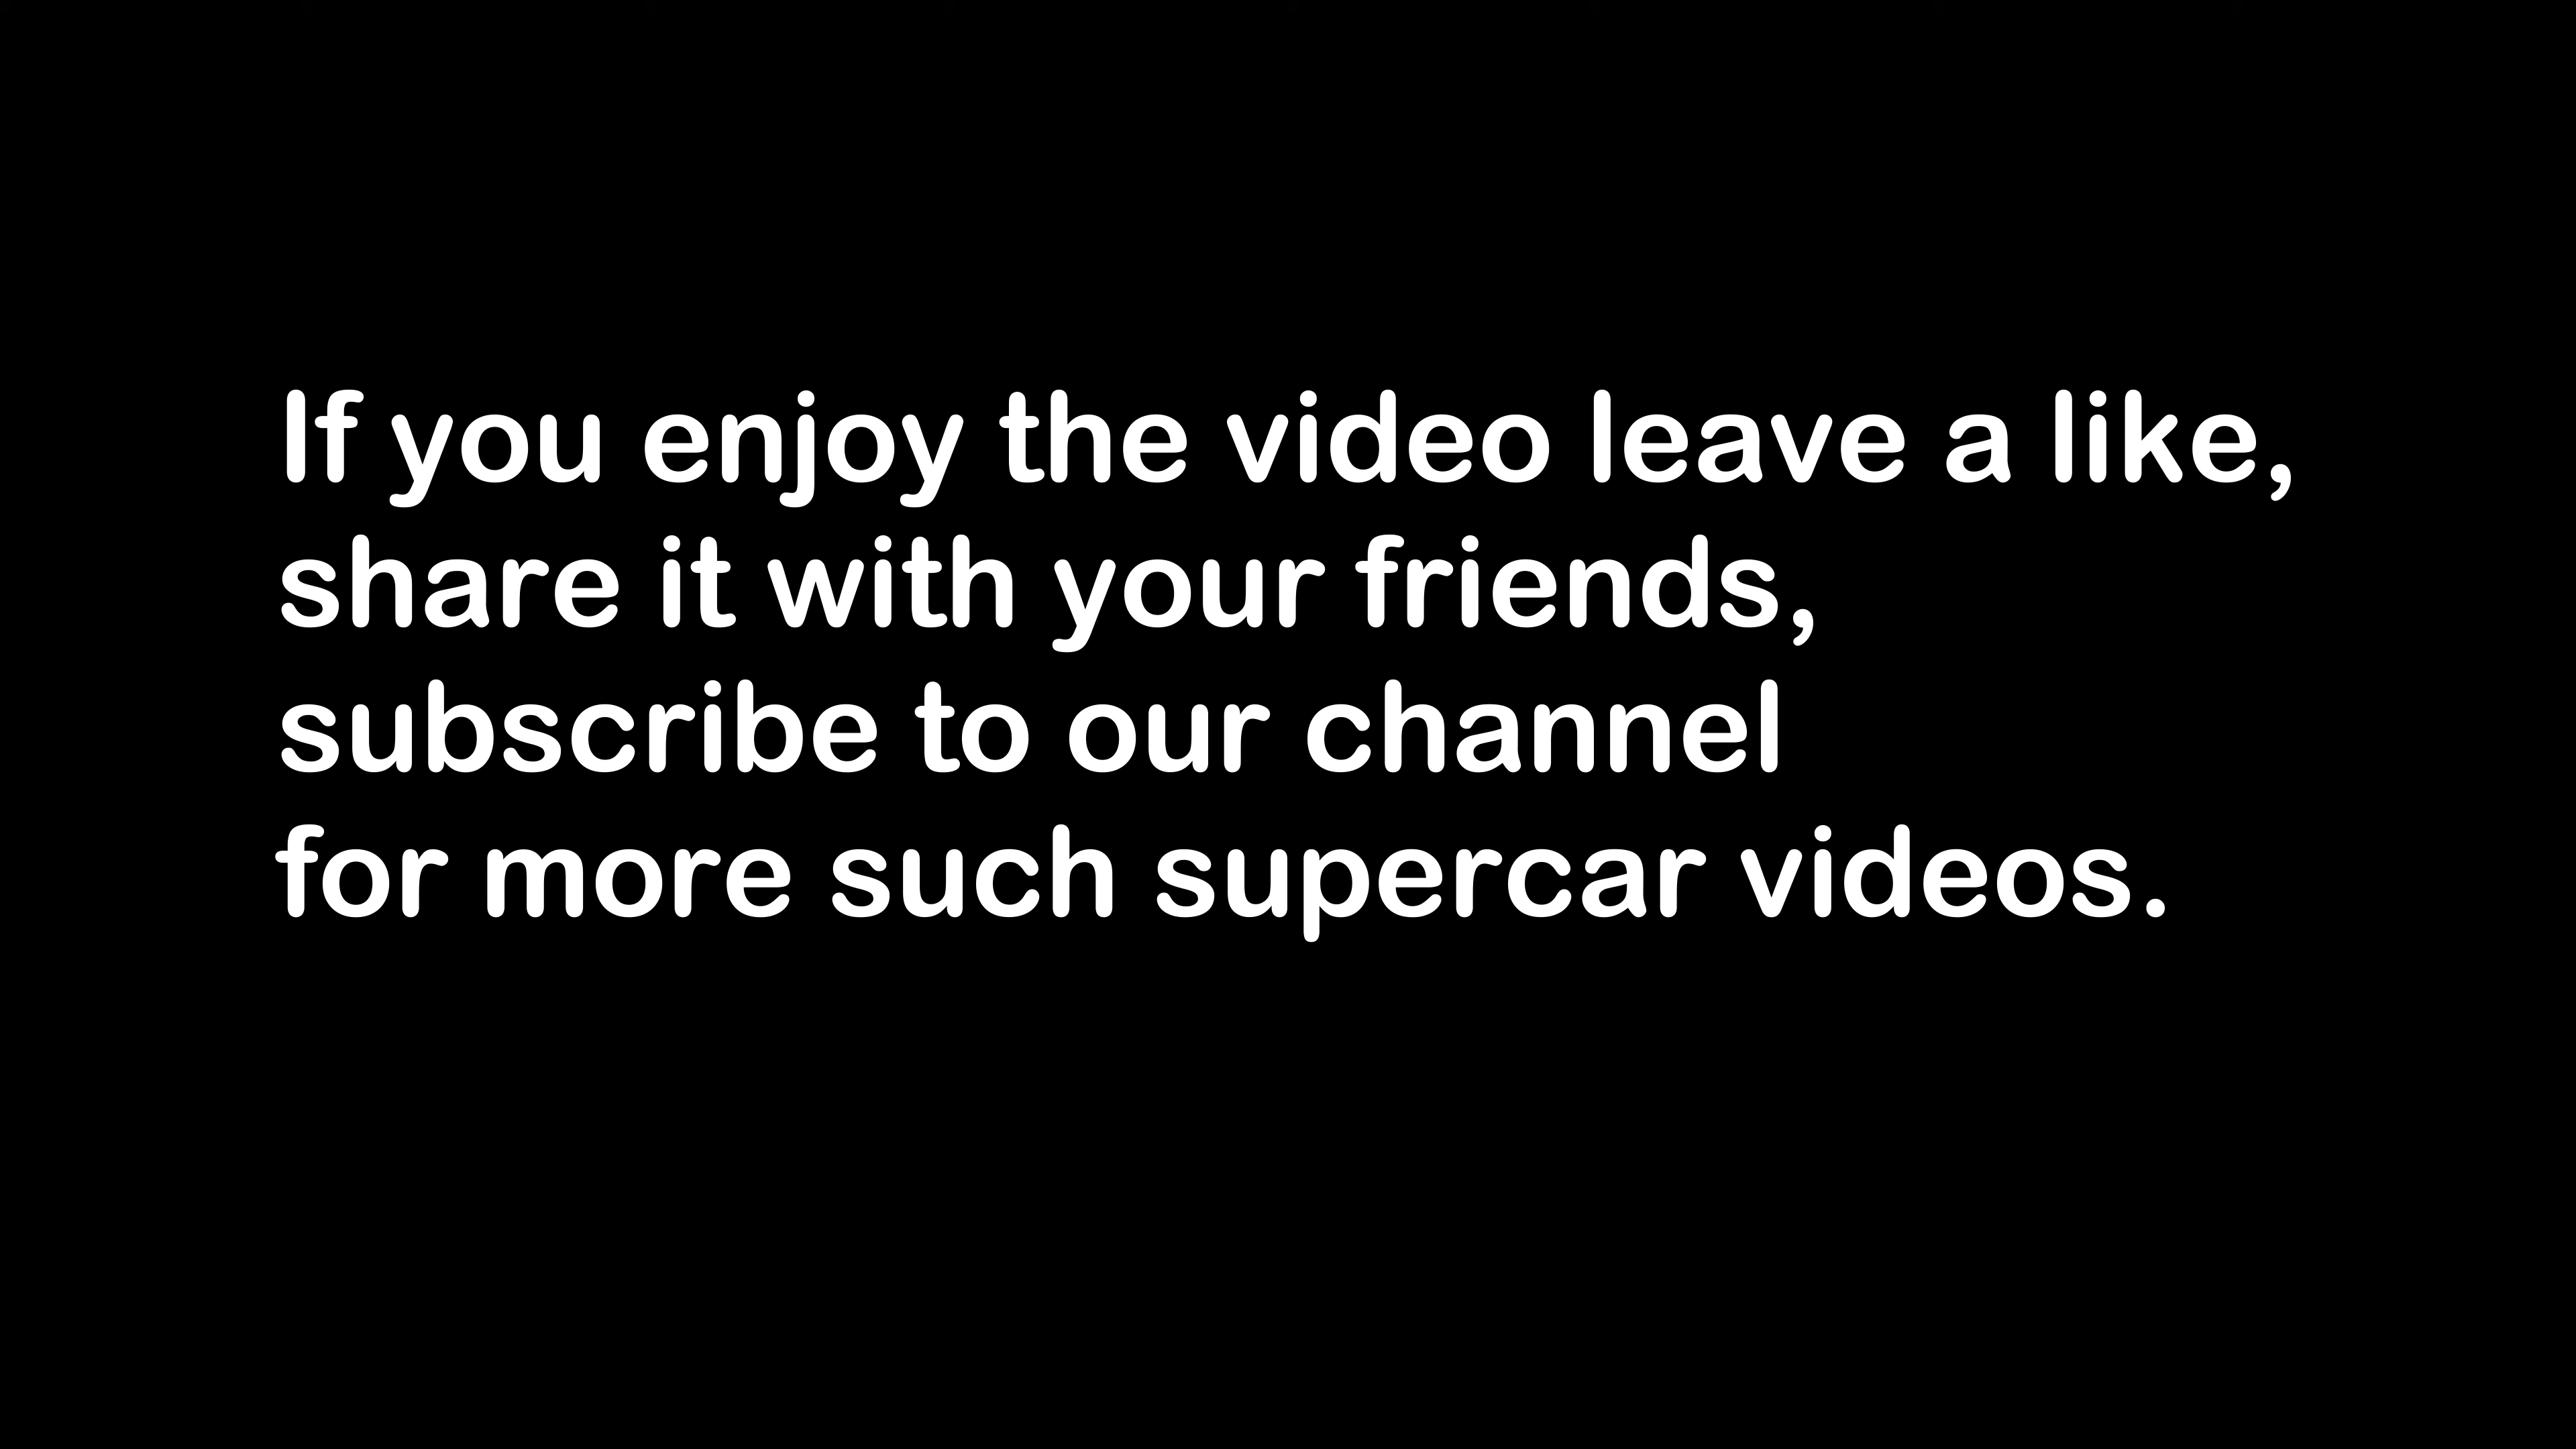 If you enjoy the video leave a like,
share it with your friends,
subscribe to our channel
for more such supercar videos.